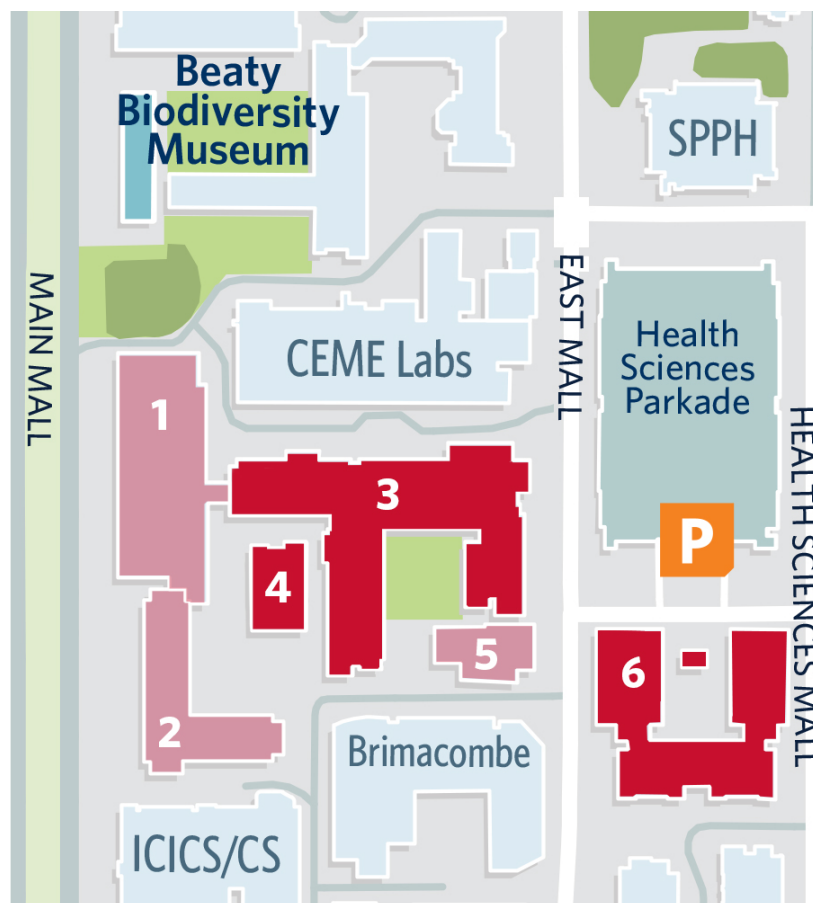 Beaty
Biodiversity
Museum
SPPH
MAIN MALL
EAST MALL
Health
Sciences
Parkade
CEME Labs
HEALTH SCIENCES MALL
1
3
P
4
5
6
2
Brimacombe
ICICS/CS